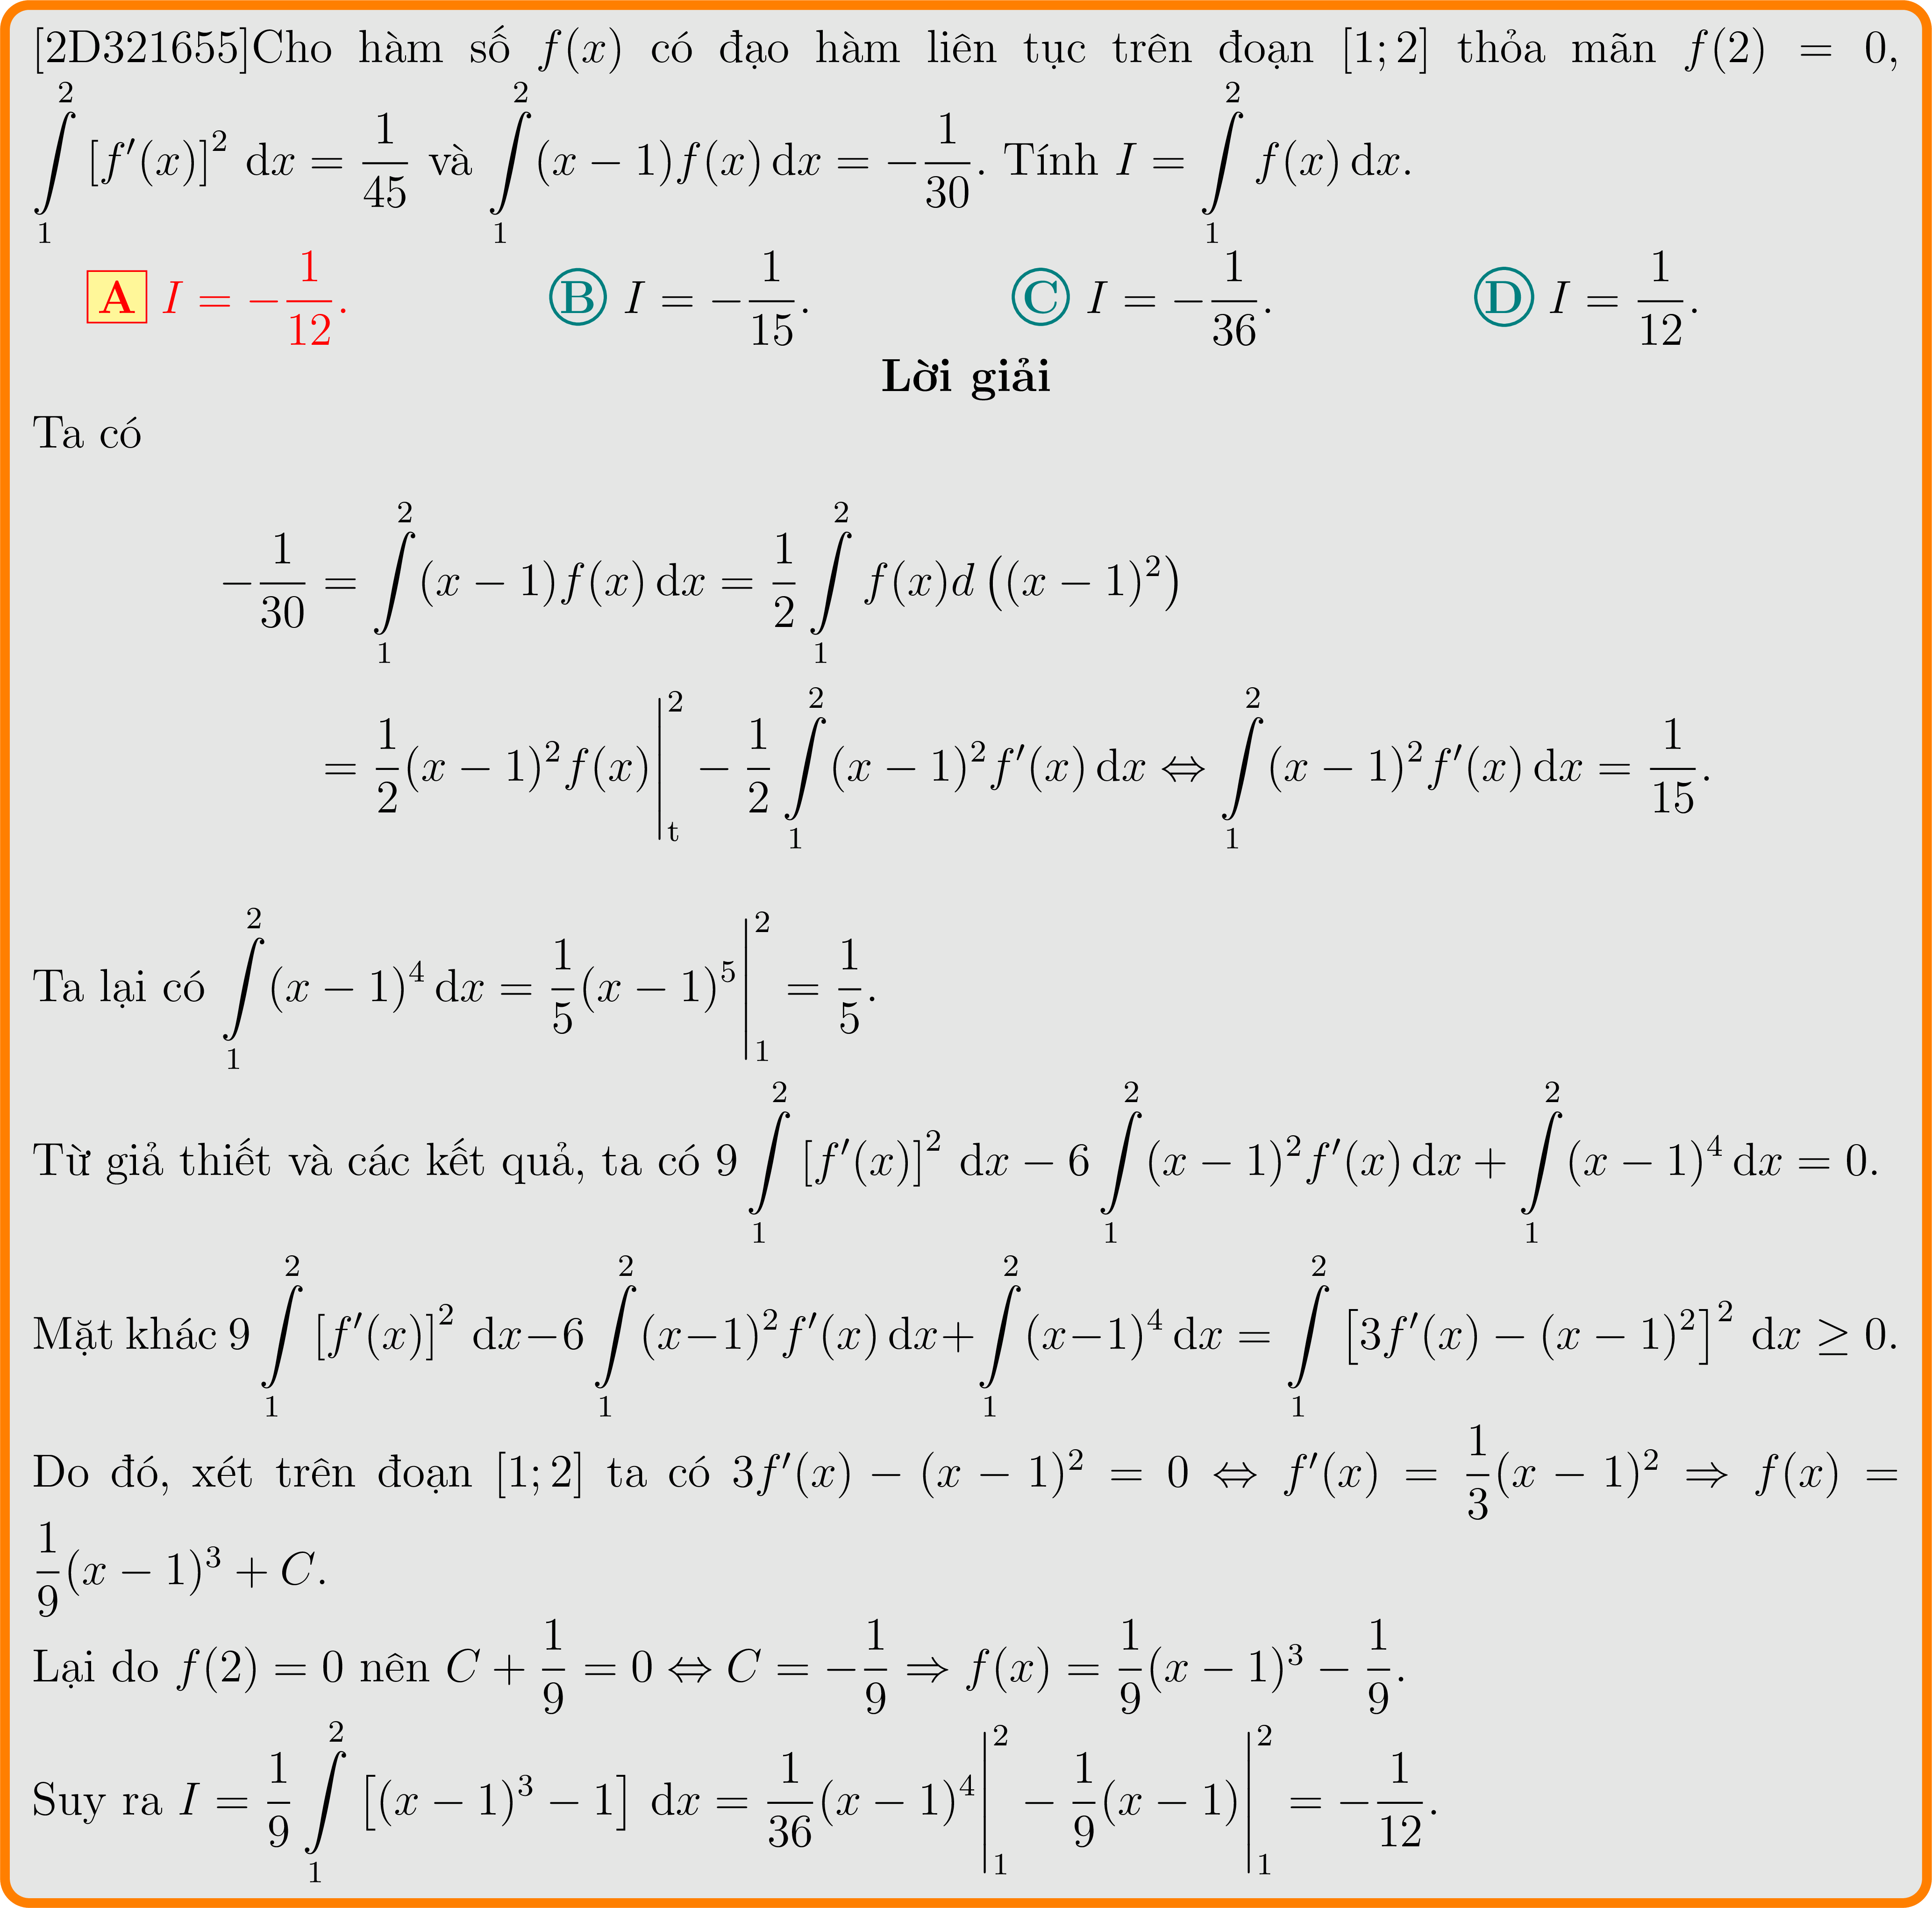 [2D321655]Cho hàm số $f(x)$ có đạo hàm liên tục trên đoạn $[1;2]$ thỏa mãn $f(2) = 0$,
$\int\limits_1^2 [f'(x)]^2 \,\mathrm{d}x = \frac{1}{45}$ và $\int\limits_1^2 (x-1)f(x)\,\mathrm{d}x = -\frac{1}{30}$. Tính $I = \int\limits_1^2 f(x)\,\mathrm{d}x$.
A $I = -\frac{1}{12}$. B $I = -\frac{1}{15}$. C $I = -\frac{1}{36}$. D $I = \frac{1}{12}$.
Lời giải
Ta có
$-\frac{1}{30} = \int\limits_1^2 (x-1)f(x)\,\mathrm{d}x = \frac{1}{2}\int\limits_1^2 f(x)d\left((x-1)^2\right)$
$= \frac{1}{2}(x-1)^2 f(x)\Big|_{\mathrm{t}}^2 - \frac{1}{2}\int\limits_1^2 (x-1)^2 f'(x)\,\mathrm{d}x \Leftrightarrow \int\limits_1^2 (x-1)^2 f'(x)\,\mathrm{d}x = \frac{1}{15}$.
Ta lại có $\int\limits_1^2 (x-1)^4\,\mathrm{d}x = \frac{1}{5}(x-1)^5\Big|_1^2 = \frac{1}{5}$.
Từ giả thiết và các kết quả, ta có $9\int\limits_1^2 [f'(x)]^2 \,\mathrm{d}x - 6\int\limits_1^2 (x-1)^2 f'(x)\,\mathrm{d}x + \int\limits_1^2 (x-1)^4\,\mathrm{d}x = 0$.
Mặt khác $9\int\limits_1^2 [f'(x)]^2 \,\mathrm{d}x - 6\int\limits_1^2 (x-1)^2 f'(x)\,\mathrm{d}x + \int\limits_1^2 (x-1)^4\,\mathrm{d}x = \int\limits_1^2 \left[3f'(x) - (x-1)^2\right]^2 \,\mathrm{d}x \geq 0$.
Do đó, xét trên đoạn $[1;2]$ ta có $3f'(x) - (x-1)^2 = 0 \Leftrightarrow f'(x) = \frac{1}{3}(x-1)^2 \Rightarrow f(x) =$
$\frac{1}{9}(x-1)^3 + C$.
Lại do $f(2) = 0$ nên $C + \frac{1}{9} = 0 \Leftrightarrow C = -\frac{1}{9} \Rightarrow f(x) = \frac{1}{9}(x-1)^3 - \frac{1}{9}$.
Suy ra $I = \frac{1}{9}\int\limits_1^2 \left[(x-1)^3 - 1\right] \,\mathrm{d}x = \frac{1}{36}(x-1)^4\Big|_1^2 - \frac{1}{9}(x-1)\Big|_1^2 = -\frac{1}{12}$.